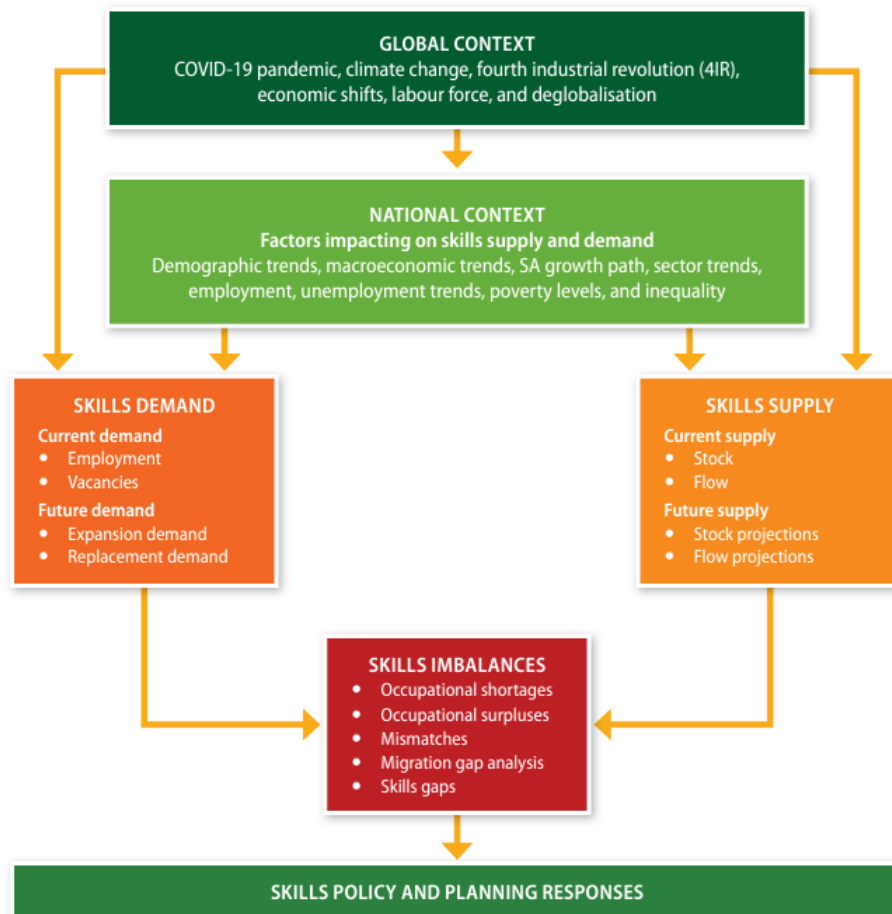 GLOBAL CONTEXT
COVID-19 pandemic, climate change, fourth industrial revolution (4IR),
economic shifts, labour force, and deglobalisation
NATIONAL CONTEXT
Factors impacting on skills supply and demand
Demographic trends, macroeconomic trends, SA growth path, sector trends,
employment, unemployment trends, poverty levels, and inequality
SKILLS DEMAND
Current demand
• Employment
• Vacancies
Future demand
• Expansion demand
• Replacement demand
SKILLS SUPPLY
Current supply
• Stock
• Flow
Future supply
• Stock projections
• Flow projections
SKILLS IMBALANCES
• Occupational shortages
• Occupational surpluses
• Mismatches
• Migration gap analysis
• Skills gaps
SKILLS POLICY AND PLANNING RESPONSES